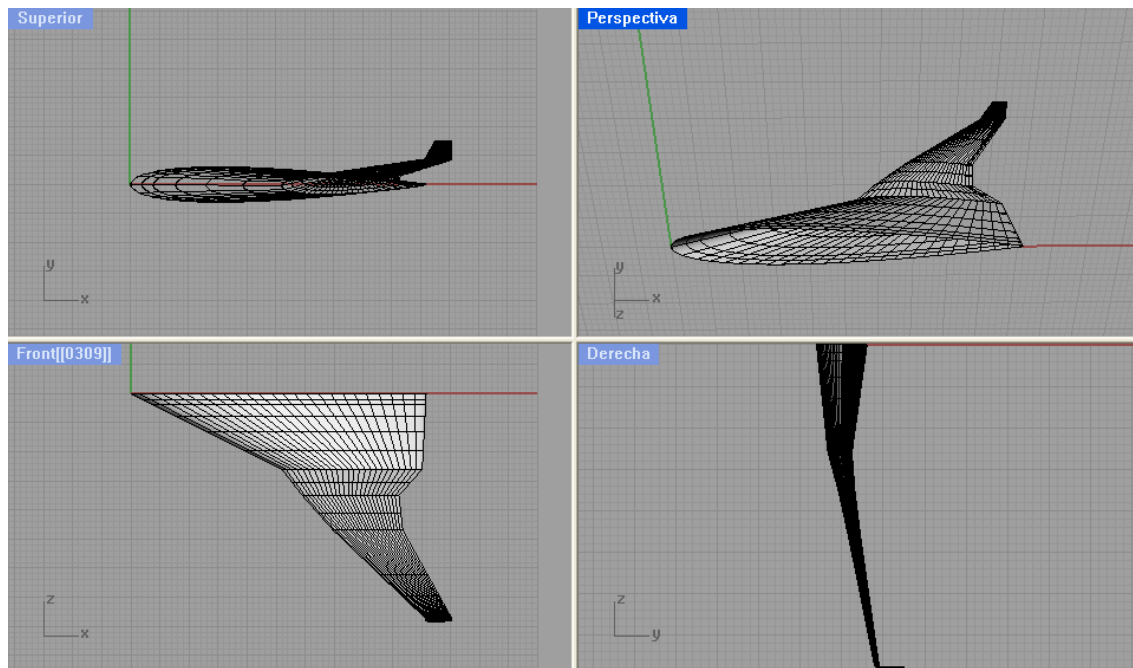 Superior
Perspectiva
y
x
y
x
z
Front[[0309]]
Derecha
z
x
z
y